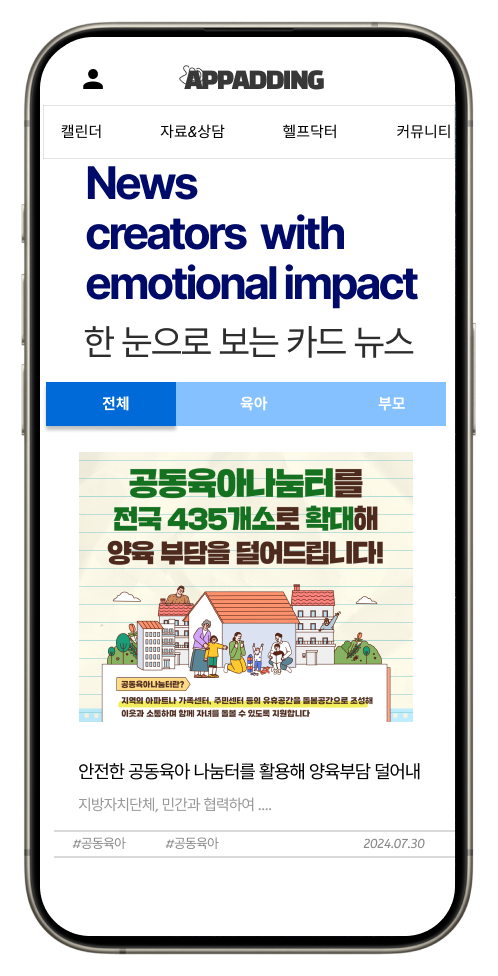 APPADDING
캘린더 자료&상담 헬프닥터 커뮤니티
News
creators with
emotional impact
한 눈으로 보는 카드 뉴스
전체 육아 부모
공동육아나눔터를
전국 435개소로 확대해
양육 부담을 덜어드립니다!
공동육아나눔터란?
지역의 아파트나 가족센터, 주민센터 등의 유휴공간을 돌봄공간으로 조성해
이웃과 소통하며 함께 자녀를 돌볼 수 있도록 지원합니다
안전한 공동육아 나눔터를 활용해 양육부담 덜어내
지방자치단체, 민간과 협력하여 ....
#공동육아 #공동육아 2024.07.30